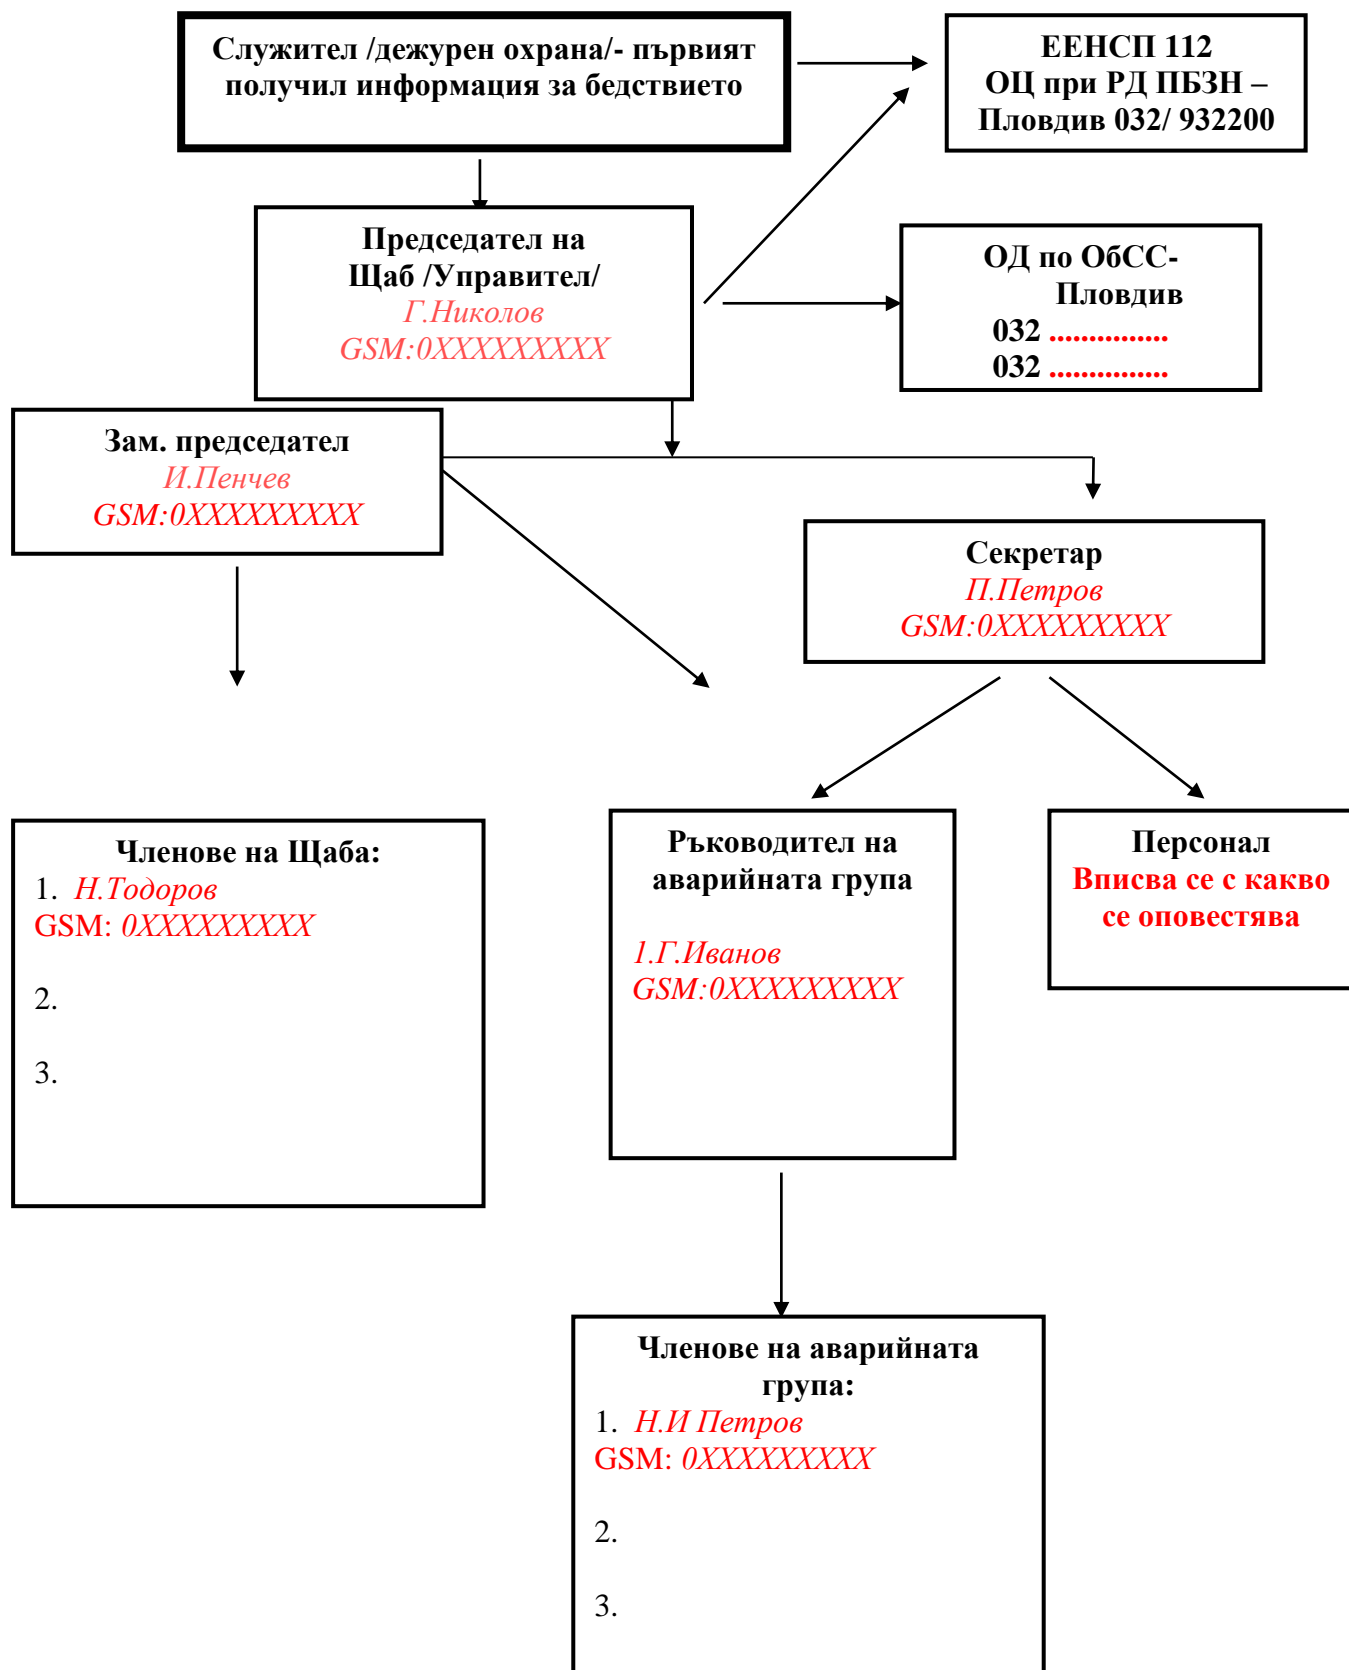 Служител /дежурен охрана/- първият
получил информация за бедствието
ЕЕНСП 112
ОЦ при РД ПБЗН –
Пловдив 032/ 932200
Председател на
Щаб /Управител/
Г.Николов
GSM:0XXXXXXXXX
ОД по ОбСС-
Пловдив
032 ...............
032 ...............
Зам. председател
И.Пенчев
GSM:0XXXXXXXXX
Секретар
П.Петров
GSM:0XXXXXXXXX
Членове на Щаба:
1. Н.Тодоров
GSM: 0XXXXXXXXX
2.
3.
Ръководител на
аварийната група
1.Г.Иванов
GSM:0XXXXXXXXX
Персонал
Вписва се с какво
се оповестява
Членове на аварийната
група:
1. Н.И Петров
GSM: 0XXXXXXXXX
2.
3.